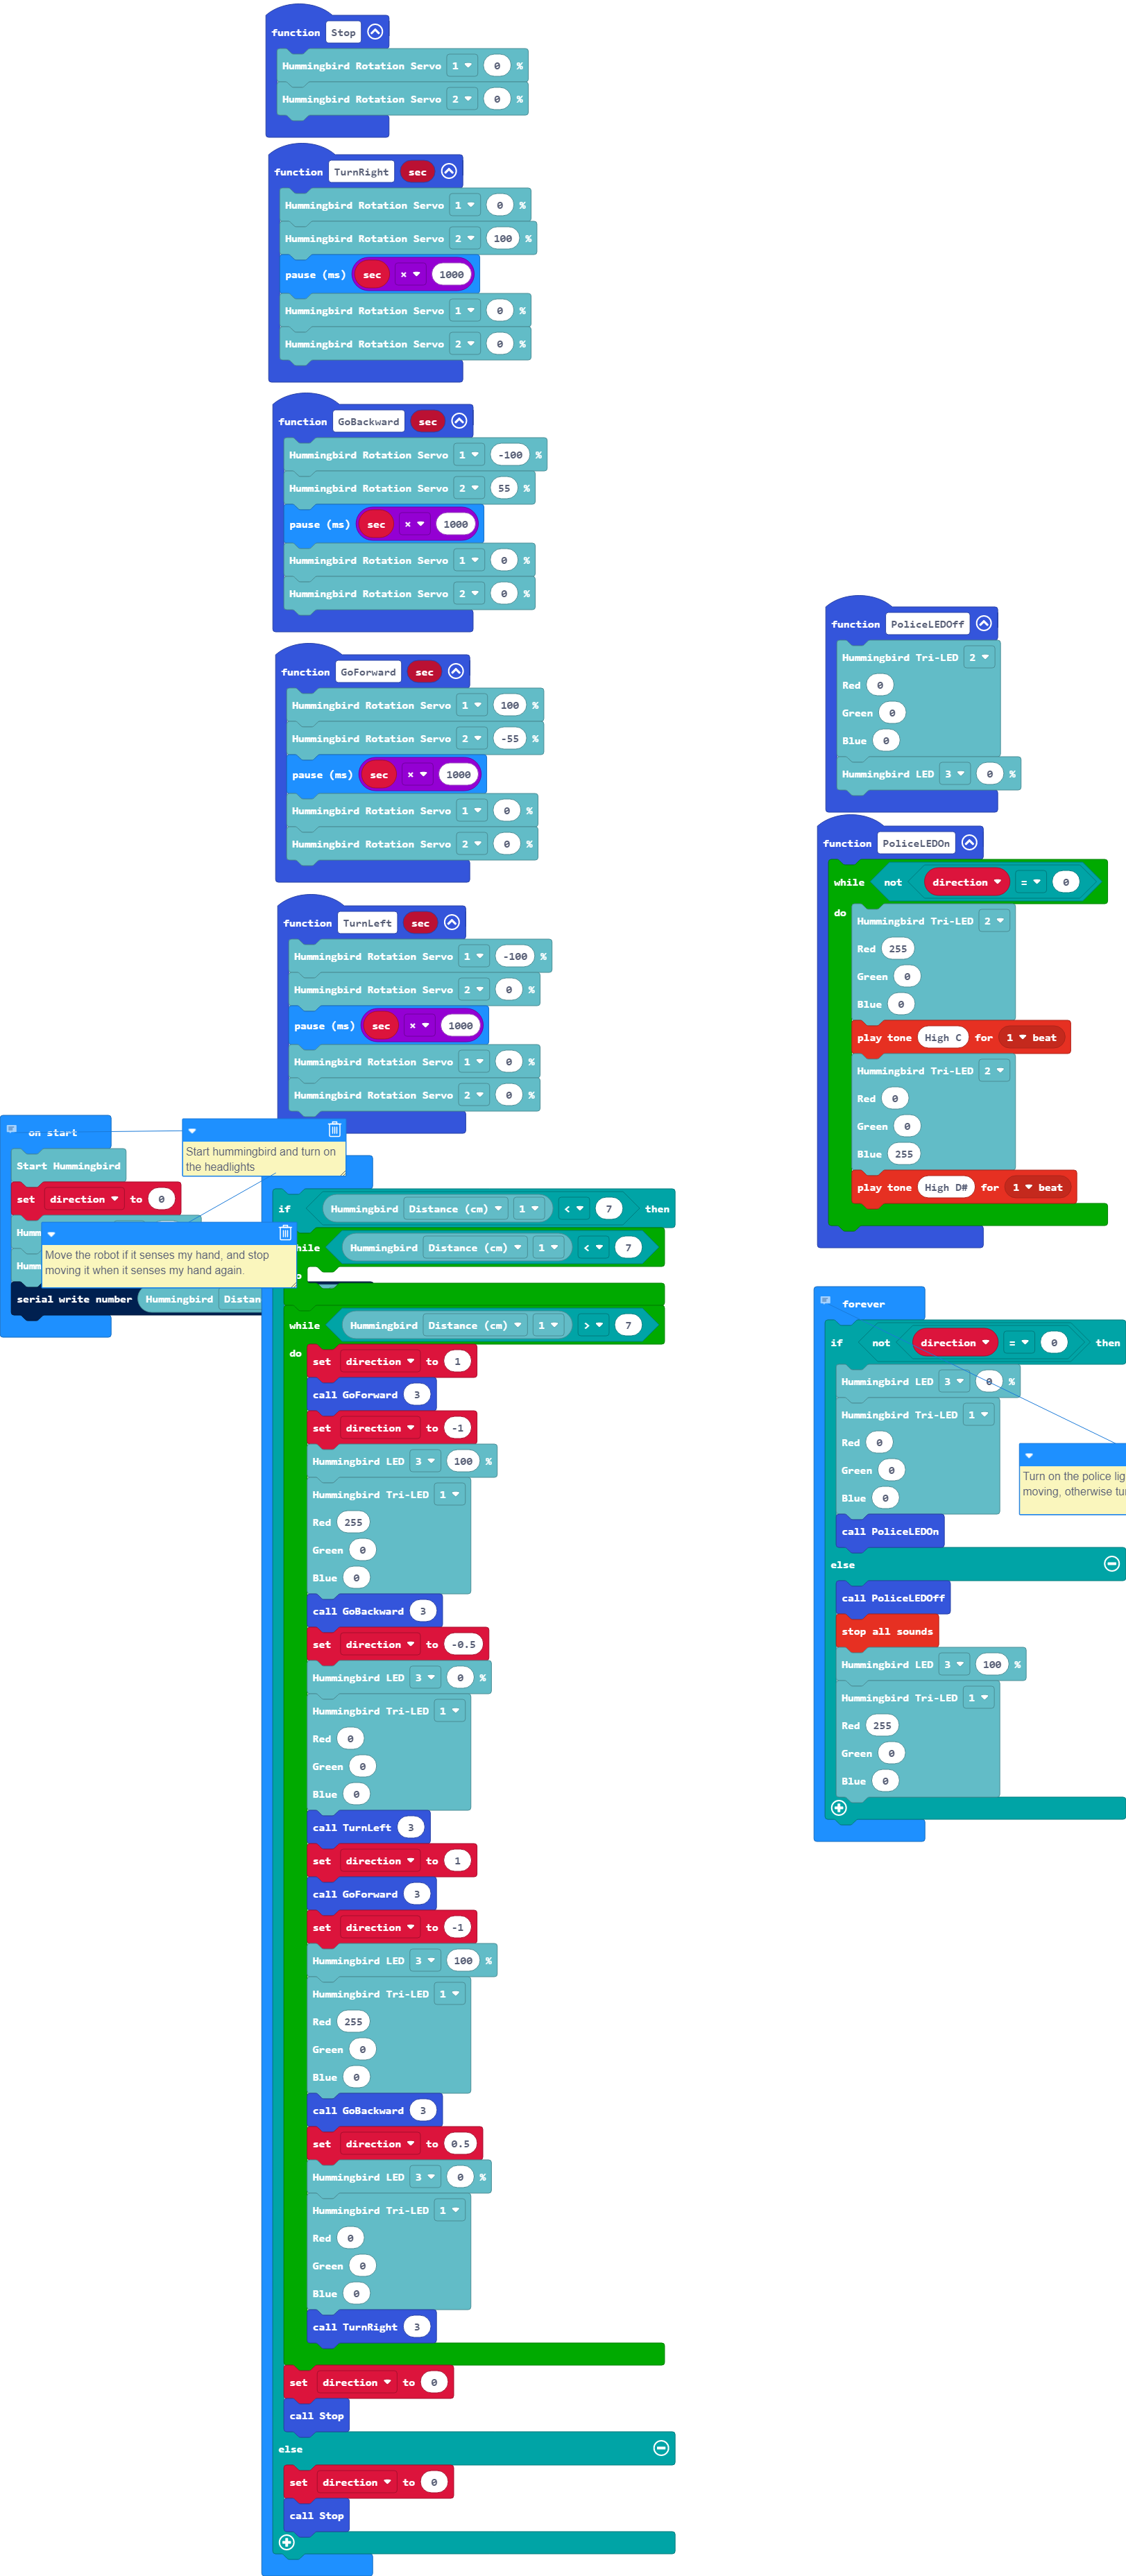 function Stop
Hummingbird Rotation Servo 1 0 %
Hummingbird Rotation Servo 2 0 %
function TurnRight sec
Hummingbird Rotation Servo 1 0 %
Hummingbird Rotation Servo 2 100 %
pause (ms) sec × 1000
Hummingbird Rotation Servo 1 0 %
Hummingbird Rotation Servo 2 0 %
function GoBackward sec
Hummingbird Rotation Servo 1 -100 %
Hummingbird Rotation Servo 2 55 %
pause (ms) sec × 1000
Hummingbird Rotation Servo 1 0 %
Hummingbird Rotation Servo 2 0 %
function GoForward sec
Hummingbird Rotation Servo 1 100 %
Hummingbird Rotation Servo 2 -55 %
pause (ms) sec × 1000
Hummingbird Rotation Servo 1 0 %
Hummingbird Rotation Servo 2 0 %
function TurnLeft sec
Hummingbird Rotation Servo 1 -100 %
Hummingbird Rotation Servo 2 0 %
pause (ms) sec × 1000
Hummingbird Rotation Servo 1 0 %
Hummingbird Rotation Servo 2 0 %
on start
Start Hummingbird
set direction to 0
serial write number Hummingbird
Start hummingbird and turn on
the headlights
Move the robot if it senses my hand, and stop
moving it when it senses my hand again.
if Hummingbird Distance (cm) 1 < 7 then
Hummingbird Distance (cm) 1 < 7
while Hummingbird Distance (cm) 1 > 7
do set direction to 1
call GoForward 3
set direction to -1
Hummingbird LED 3 100 %
Hummingbird Tri-LED 1
Red 255
Green 0
Blue 0
call GoBackward 3
set direction to -0.5
Hummingbird LED 3 0 %
Hummingbird Tri-LED 1
Red 0
Green 0
Blue 0
call TurnLeft 3
set direction to 1
call GoForward 3
set direction to -1
Hummingbird LED 3 100 %
Hummingbird Tri-LED 1
Red 255
Green 0
Blue 0
call GoBackward 3
set direction to 0.5
Hummingbird LED 3 0 %
Hummingbird Tri-LED 1
Red 0
Green 0
Blue 0
call TurnRight 3
set direction to 0
call Stop
else
set direction to 0
call Stop
function PoliceLEDOff
Hummingbird Tri-LED 2
Red 0
Green 0
Blue 0
Hummingbird LED 3 0 %
function PoliceLEDOn
while not direction = 0
do Hummingbird Tri-LED 2
Red 255
Green 0
Blue 0
play tone High C for 1 beat
Hummingbird Tri-LED 2
Red 0
Green 0
Blue 255
play tone High D# for 1 beat
forever
if not direction = 0 then
Hummingbird LED 3 0 %
Hummingbird Tri-LED 1
Red 0
Green 0
Blue 0
call PoliceLEDOn
Turn on the police
moving, otherwise
else
call PoliceLEDOff
stop all sounds
Hummingbird LED 3 100 %
Hummingbird Tri-LED 1
Red 255
Green 0
Blue 0